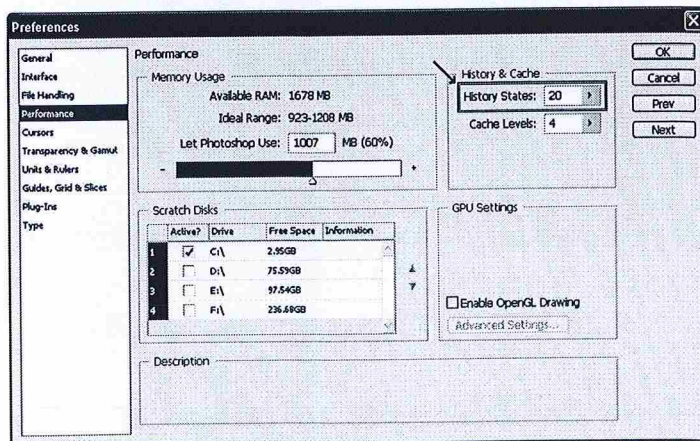 Preferences
General
Interface
File Handling
Performance
Cursors
Transparency & Gamut
Units & Rulers
Guides, Grid & Slices
Plug-Ins
Type
Performance
Memory Usage
Available RAM: 1678 MB
Ideal Range: 923-1208 MB
Let Photoshop Use: 1007 MB (60%)
- +
History & Cache
History States: 20
Cache Levels: 4
OK
Cancel
Prev
Next
Scratch Disks
Active? Drive Free Space Information
1 C:\ 2.95GB
2 D:\ 75.59GB
3 E:\ 97.54GB
4 F:\ 236.68GB
GPU Settings
Enable OpenGL Drawing
Advanced Settings...
Description